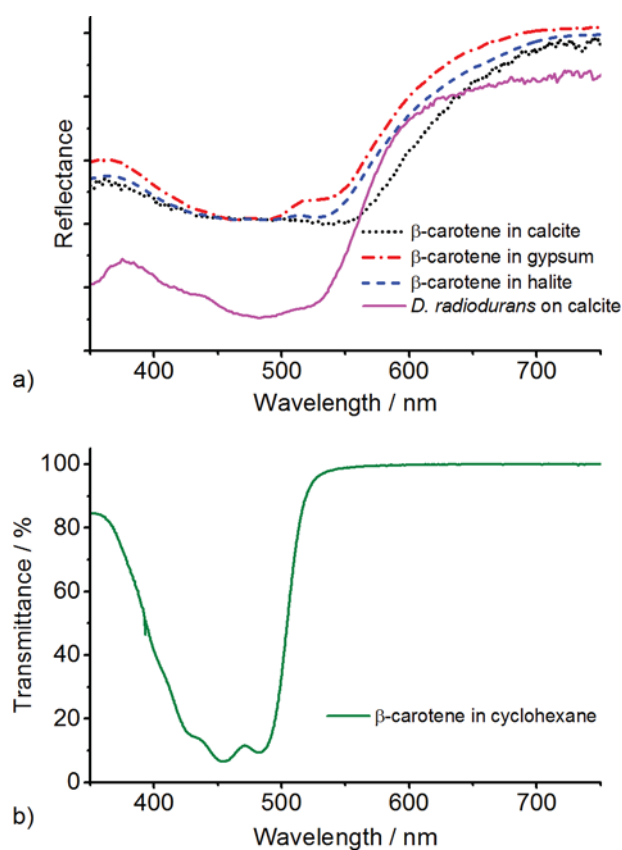 Reflectance
β-carotene in calcite
β-carotene in gypsum
β-carotene in halite
D. radiodurans on calcite
400 500 600 700
a)
Wavelength / nm
100
80
60
40
20
0
Transmittance / %
β-carotene in cyclohexane
400 500 600 700
b)
Wavelength / nm